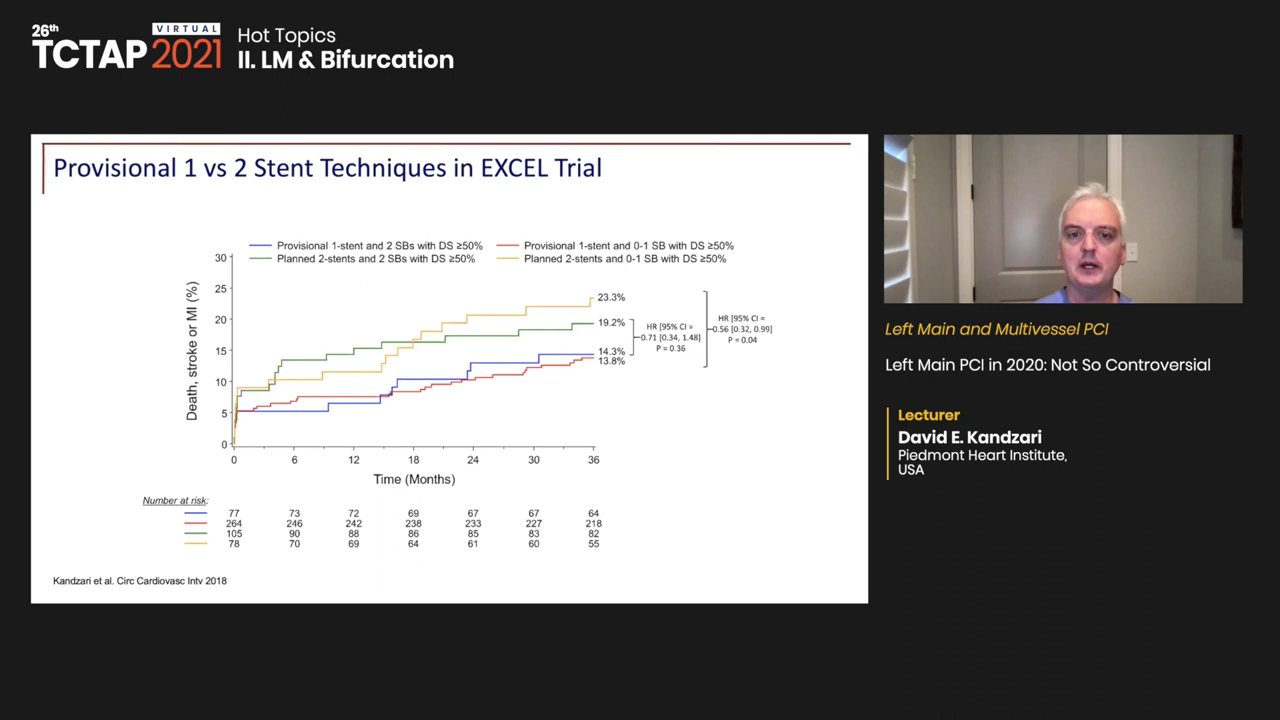 26th
VIRTUAL
TCTAP 2021
Hot Topics
II. LM & Bifurcation
Provisional 1 vs 2 Stent Techniques in EXCEL Trial
Provisional 1-stent and 2 SBs with DS ≥50%
Provisional 1-stent and 0-1 SB with DS ≥50%
Planned 2-stents and 2 SBs with DS ≥50%
Planned 2-stents and 0-1 SB with DS ≥50%
Death, stroke or MI (%)
30
25
20
15
10
5
0
23.3%
19.2%
14.3%
13.8%
HR [95% CI =
0.71 [0.34, 1.48]
P = 0.36
HR [95% CI =
0.56 [0.32, 0.99]
P = 0.04
0 6 12 18 24 30 36
Time (Months)
Number at risk:
77 73 72 69 67 67 64
264 246 242 238 233 227 218
105 90 88 86 85 83 82
78 70 69 64 61 60 55
Kandzari et al. Circ Cardiovasc Intv 2018
Left Main and Multivessel PCI
Left Main PCI in 2020: Not So Controversial
Lecturer
David E. Kandzari
Piedmont Heart Institute,
USA